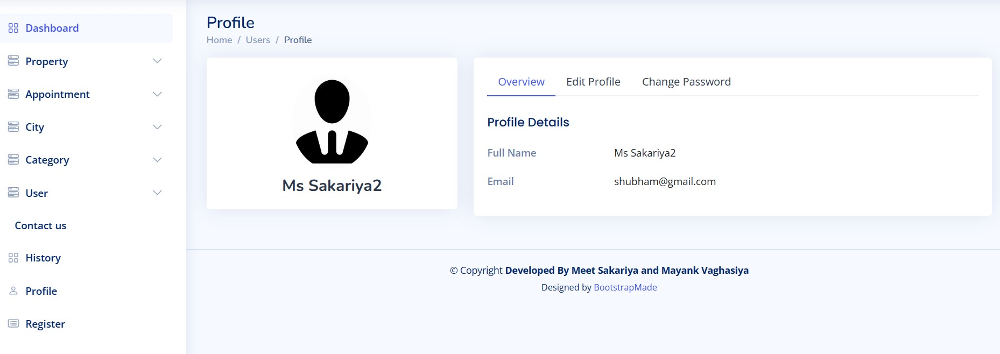 Dashboard
Property
Appointment
City
Category
User
Contact us
History
Profile
Register
Profile
Home / Users / Profile
Ms Sakariya2
Overview Edit Profile Change Password
Profile Details
Full Name Ms Sakariya2
Email shubham@gmail.com
© Copyright Developed By Meet Sakariya and Mayank Vaghasiya
Designed by BootstrapMade